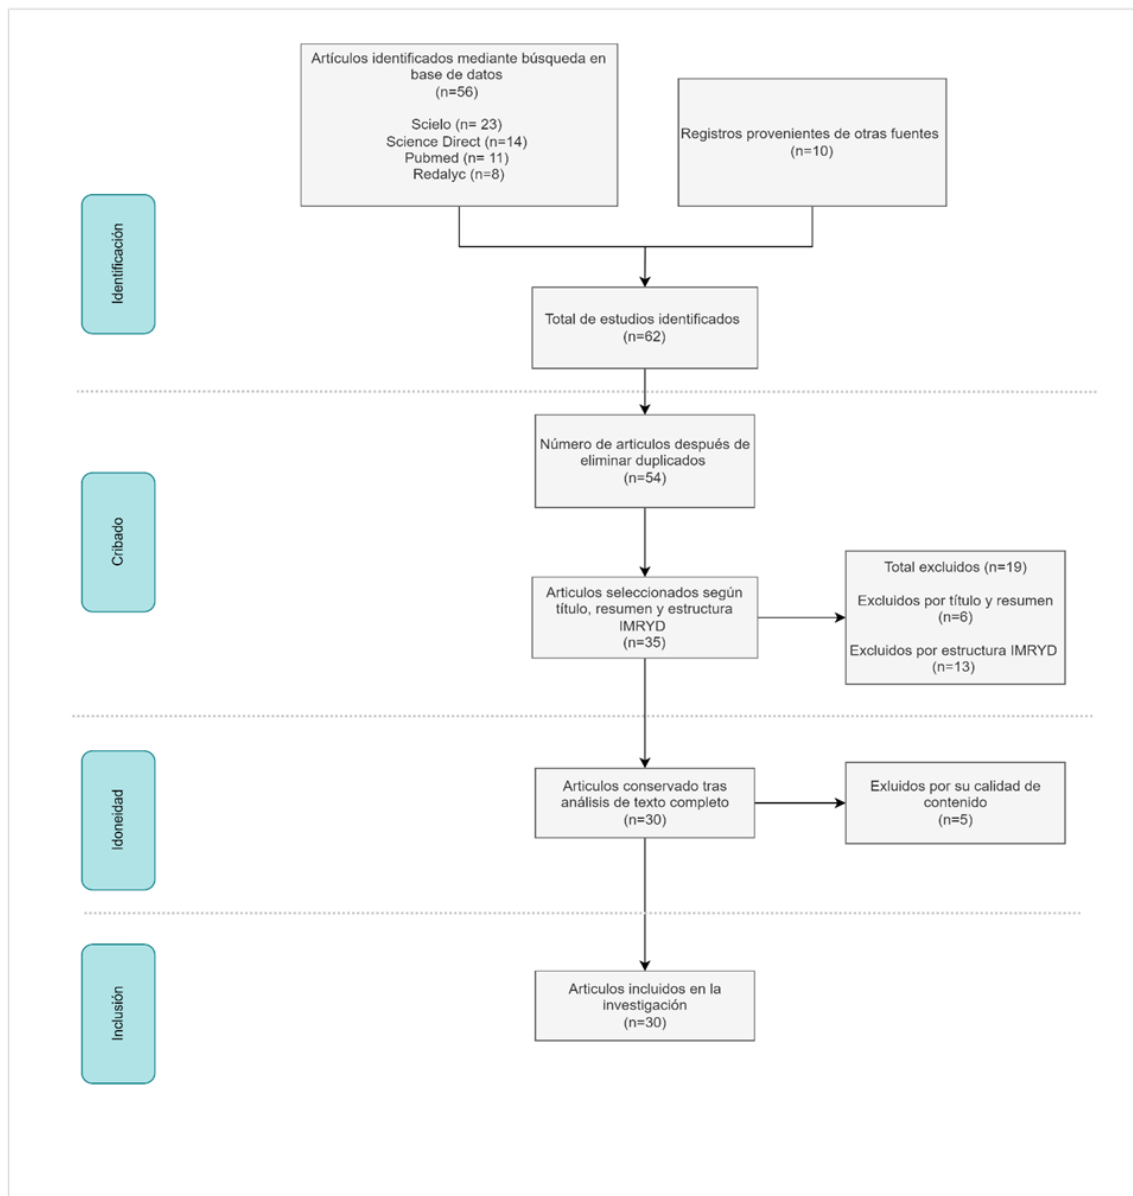 Artículos identificados mediante búsqueda en
base de datos
(n=56)
Scielo (n= 23)
Science Direct (n=14)
Pubmed (n= 11)
Redalyc (n=8)
Registros provenientes de otras fuentes
(n=10)
Identificación
Total de estudios identificados
(n=62)
Número de articulos después de
eliminar duplicados
(n=54)
Cribado
Articulos seleccionados según
título, resumen y estructura
IMRYD
(n=35)
Total excluidos (n=19)
Excluidos por título y resumen
(n=6)
Excluidos por estructura IMRYD
(n=13)
Idoneidad
Articulos conservado tras
análisis de texto completo
(n=30)
Exluidos por su calidad de
contenido
(n=5)
Inclusión
Articulos incluidos en la
investigación
(n=30)